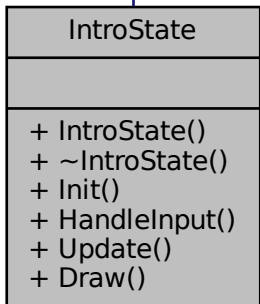 IntroState
+ IntroState()
+ ~IntroState()
+ Init()
+ HandleInput()
+ Update()
+ Draw()